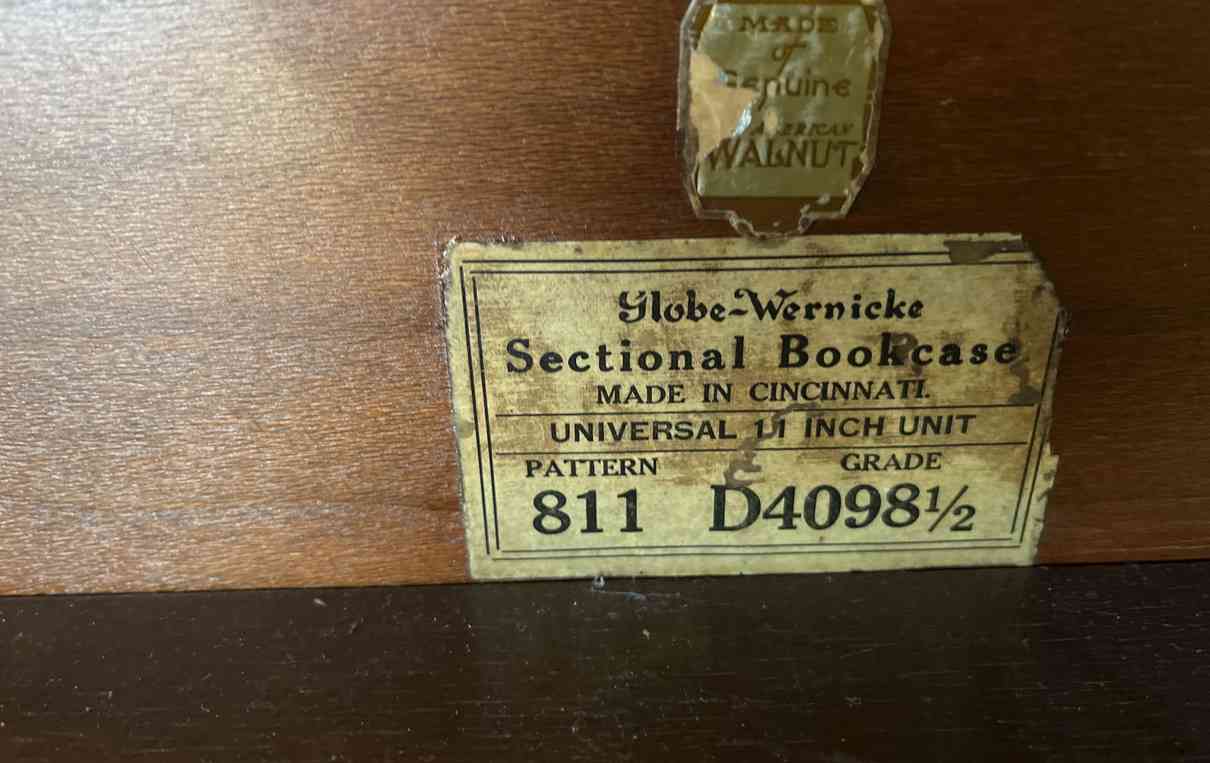 MADE
of
Genuine
AMERICAN
WALNUT
Globe-Wernicke
Sectional Bookcase
MADE IN CINCINNATI.
UNIVERSAL 11 INCH UNIT
PATTERN GRADE
811 D4098½